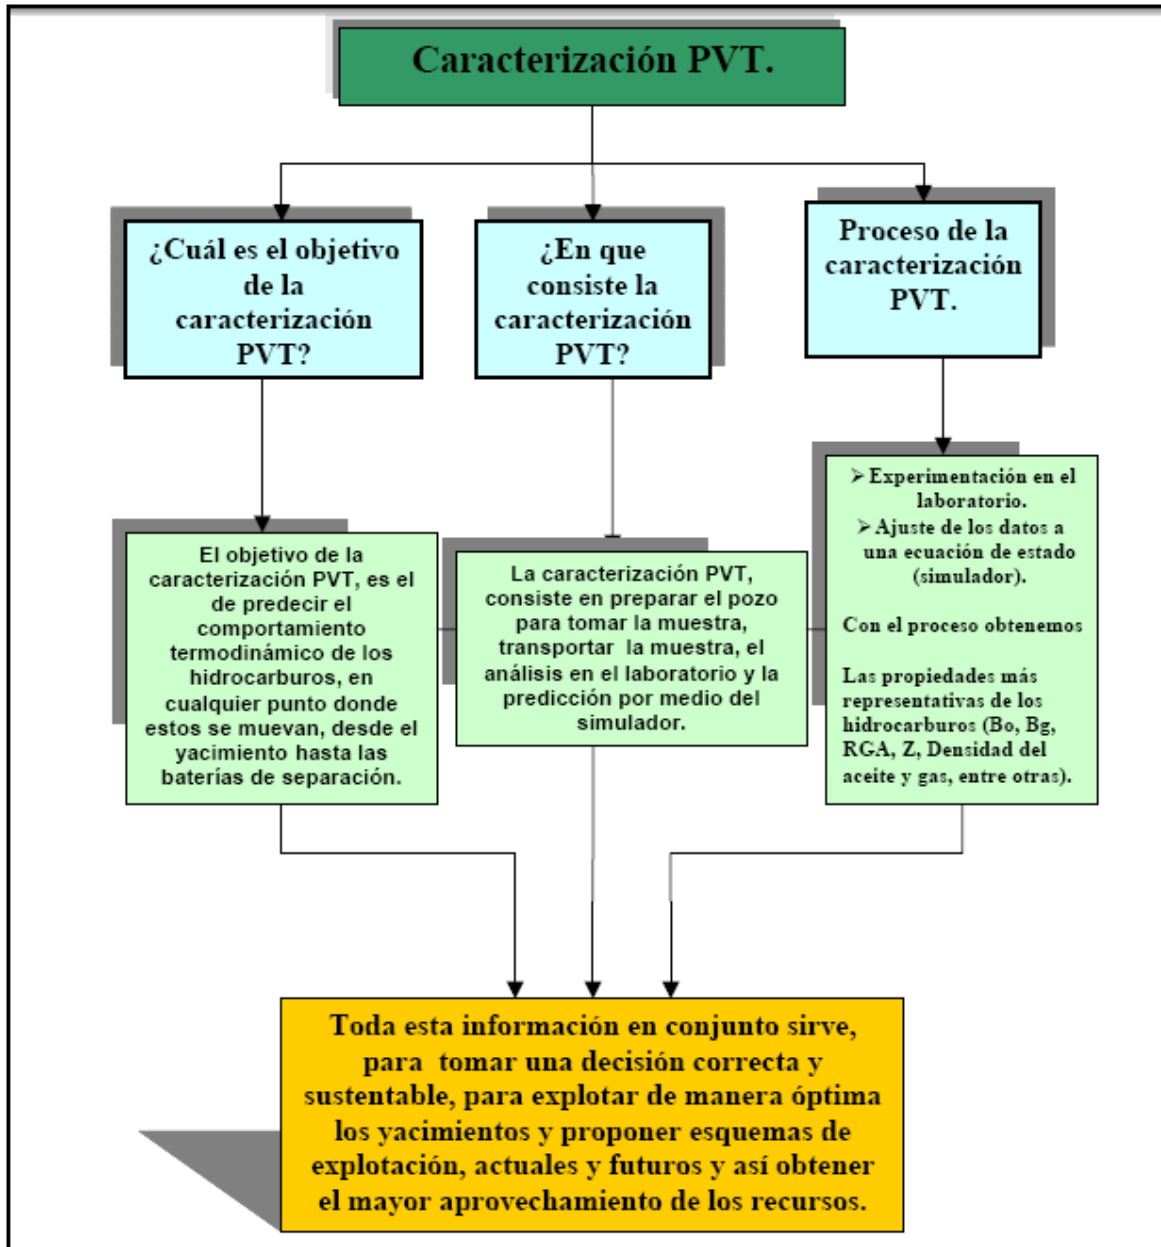 Caracterización PVT.
¿Cuál es el objetivo
de la
caracterización
PVT?
¿En que
consiste la
caracterización
PVT?
Proceso de la
caracterización
PVT.
El objetivo de la
caracterización PVT, es el
de predecir el
comportamiento
termodinámico de los
hidrocarburos, en
cualquier punto donde
estos se muevan, desde el
yacimiento hasta las
baterías de separación.
La caracterización PVT,
consiste en preparar el pozo
para tomar la muestra,
transportar la muestra, el
análisis en el laboratorio y la
predicción por medio del
simulador.
➢ Experimentación en el
laboratorio.
➢ Ajuste de los datos a
una ecuación de estado
(simulador).
Con el proceso obtenemos
Las propiedades más
representativas de los
hidrocarburos (Bo, Bg,
RGA, Z, Densidad del
aceite y gas, entre otras).
Toda esta información en conjunto sirve,
para tomar una decisión correcta y
sustentable, para explotar de manera óptima
los yacimientos y proponer esquemas de
explotación, actuales y futuros y así obtener
el mayor aprovechamiento de los recursos.